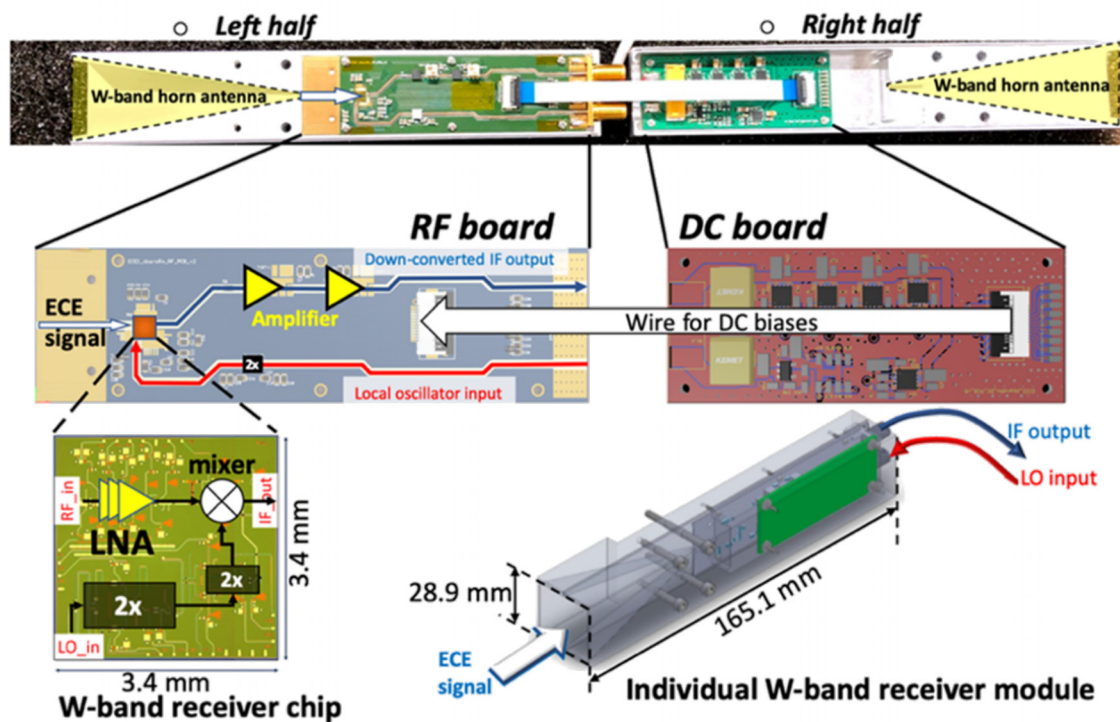 Left half
Right half
W-band horn antenna
W-band horn antenna
RF board
DC board
Down-converted IF output
ECE
signal
Amplifier
Wire for DC biases
2x
Local oscillator input
KEMET
mixer
RF_in
IF_out
LNA
2x
2x
LO_in
3.4 mm
3.4 mm
W-band receiver chip
IF output
LO input
28.9 mm
165.1 mm
ECE
signal
Individual W-band receiver module